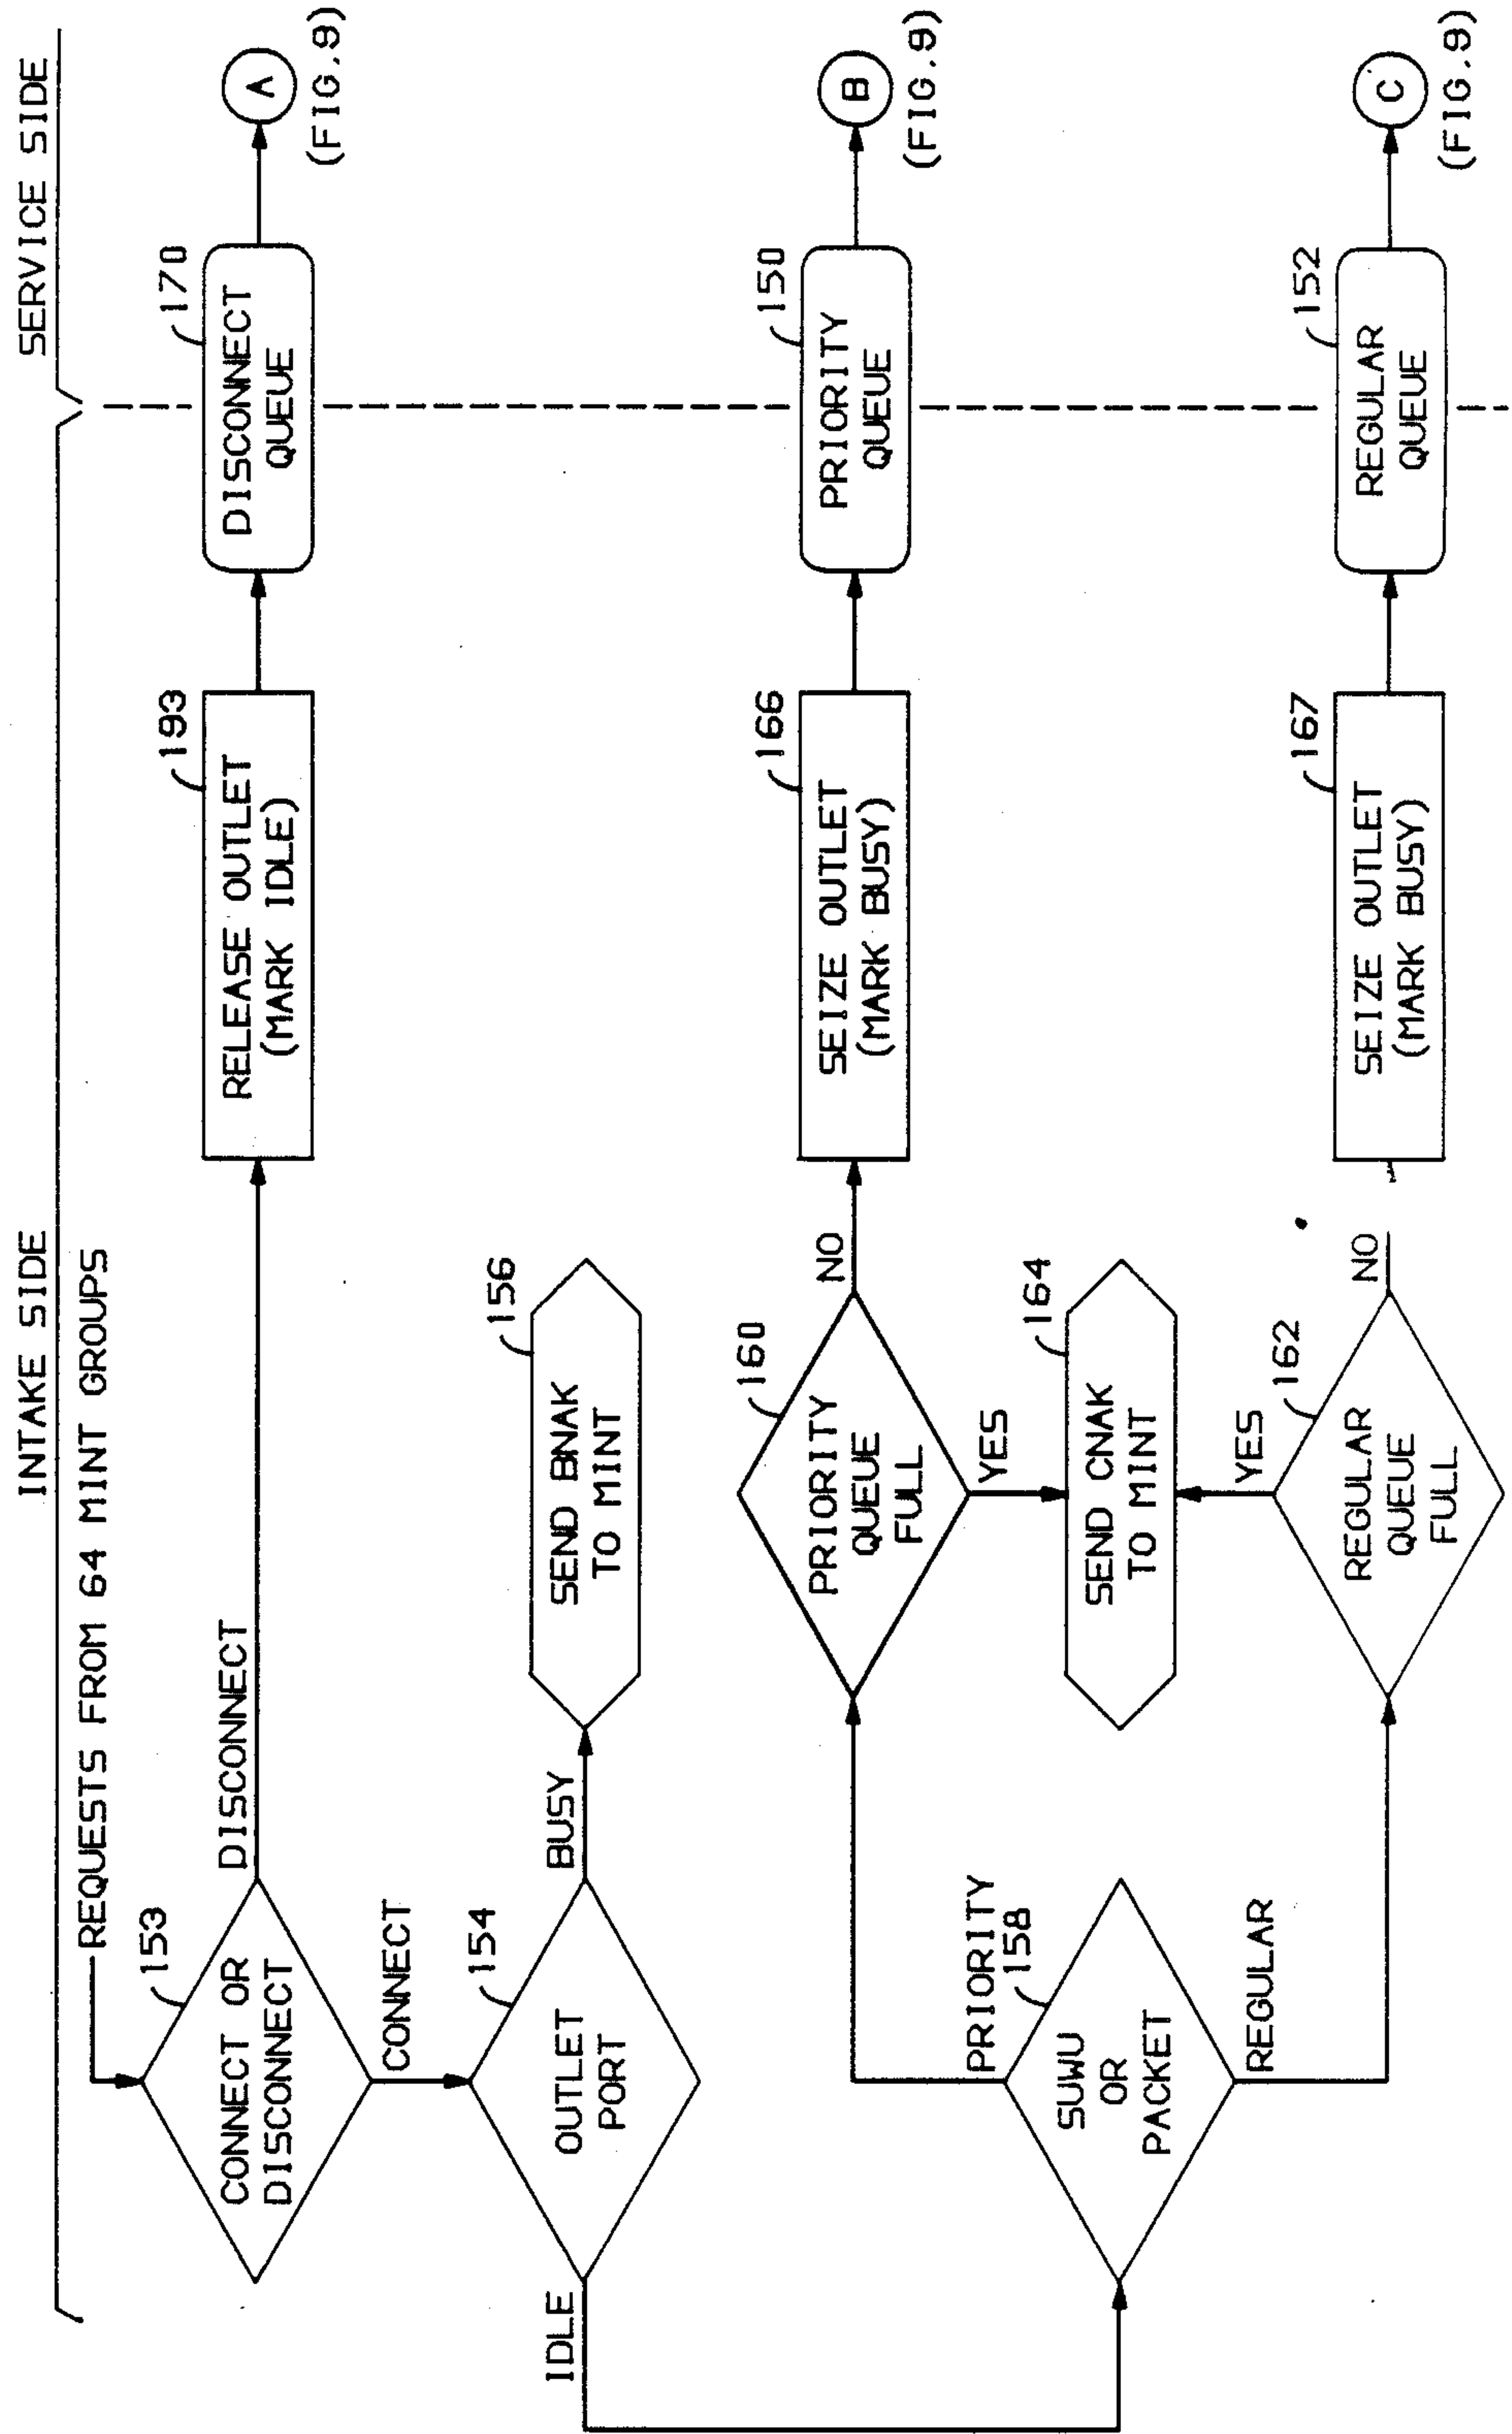 INTAKE SIDE
SERVICE SIDE
REQUESTS FROM 64 MINT GROUPS
153
CONNECT OR
DISCONNECT
DISCONNECT
193
RELEASE OUTLET
(MARK IDLE)
170
DISCONNECT
QUEUE
A
(FIG.9)
CONNECT
154
OUTLET
PORT
BUSY
156
SEND BNAK
TO MINT
IDLE
PRIORITY
158
SUWU
OR
PACKET
REGULAR
160
PRIORITY
QUEUE
FULL
NO
YES
166
SEIZE OUTLET
(MARK BUSY)
150
PRIORITY
QUEUE
B
(FIG.9)
164
SEND CNAK
TO MINT
YES
162
REGULAR
QUEUE
FULL
NO
167
SEIZE OUTLET
(MARK BUSY)
152
REGULAR
QUEUE
C
(FIG.9)